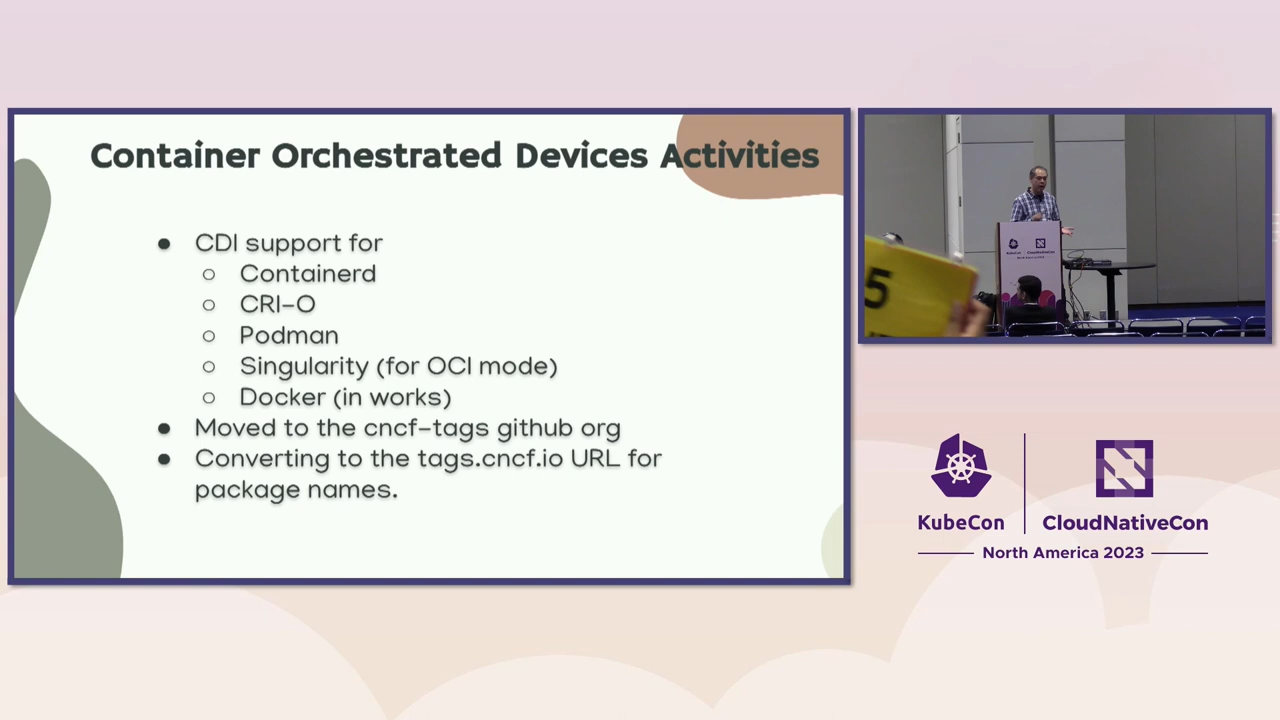 Container Orchestrated Devices Activities
● CDI support for
○ Containerd
○ CRI-O
○ Podman
○ Singularity (for OCI mode)
○ Docker (in works)
● Moved to the cncf-tags github org
● Converting to the tags.cncf.io URL for
package names.
5
KubeCon
CloudNativeCon
North America 2023